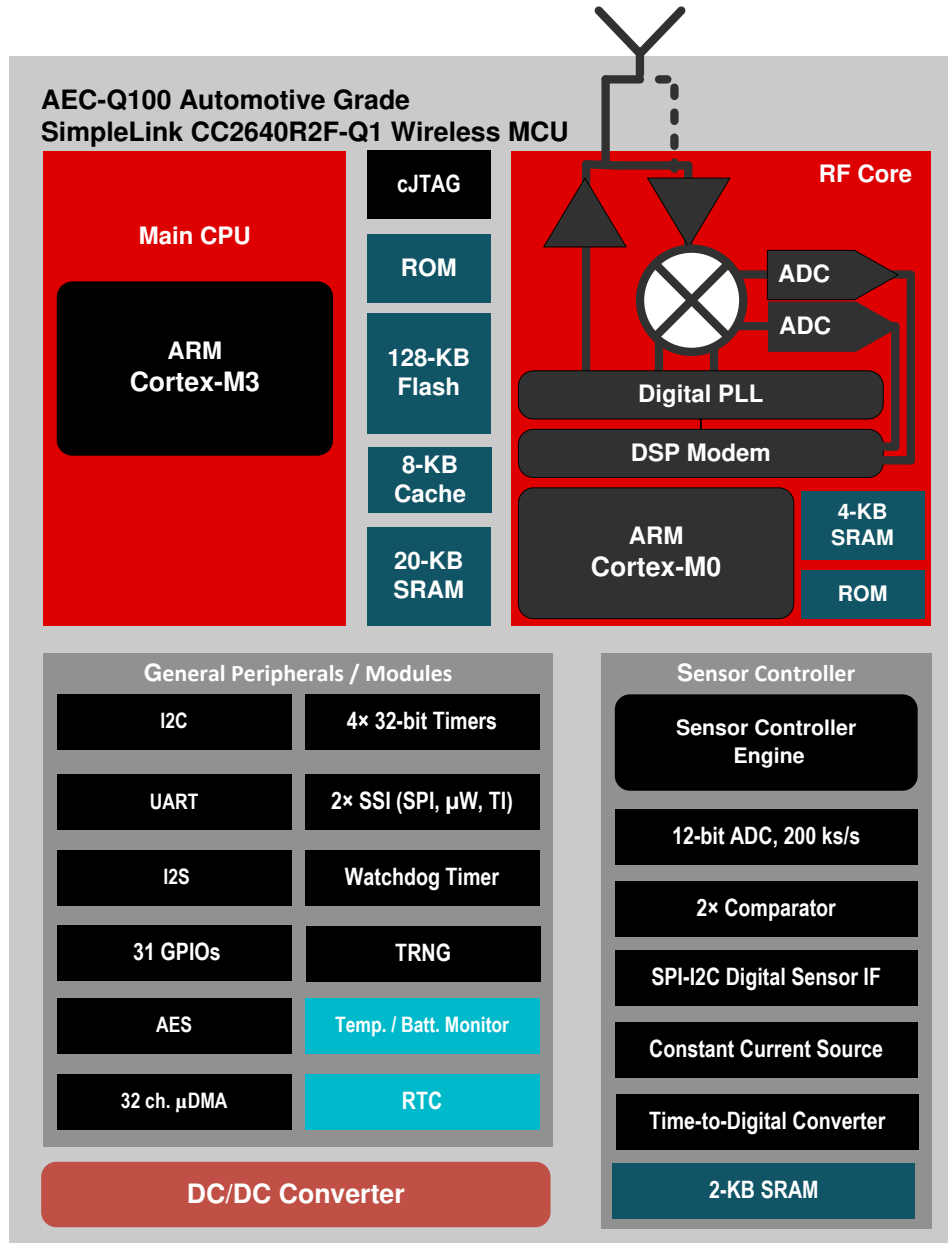 AEC-Q100 Automotive Grade
SimpleLink CC2640R2F-Q1 Wireless MCU
Main CPU
ARM
Cortex-M3
cJTAG
ROM
128-KB
Flash
8-KB
Cache
20-KB
SRAM
RF Core
ADC
ADC
Digital PLL
DSP Modem
ARM
Cortex-M0
4-KB
SRAM
ROM
General Peripherals / Modules
I2C
4× 32-bit Timers
UART
2× SSI (SPI, µW, TI)
I2S
Watchdog Timer
31 GPIOs
TRNG
AES
Temp. / Batt. Monitor
32 ch. µDMA
RTC
Sensor Controller
Sensor Controller
Engine
12-bit ADC, 200 ks/s
2× Comparator
SPI-I2C Digital Sensor IF
Constant Current Source
Time-to-Digital Converter
2-KB SRAM
DC/DC Converter